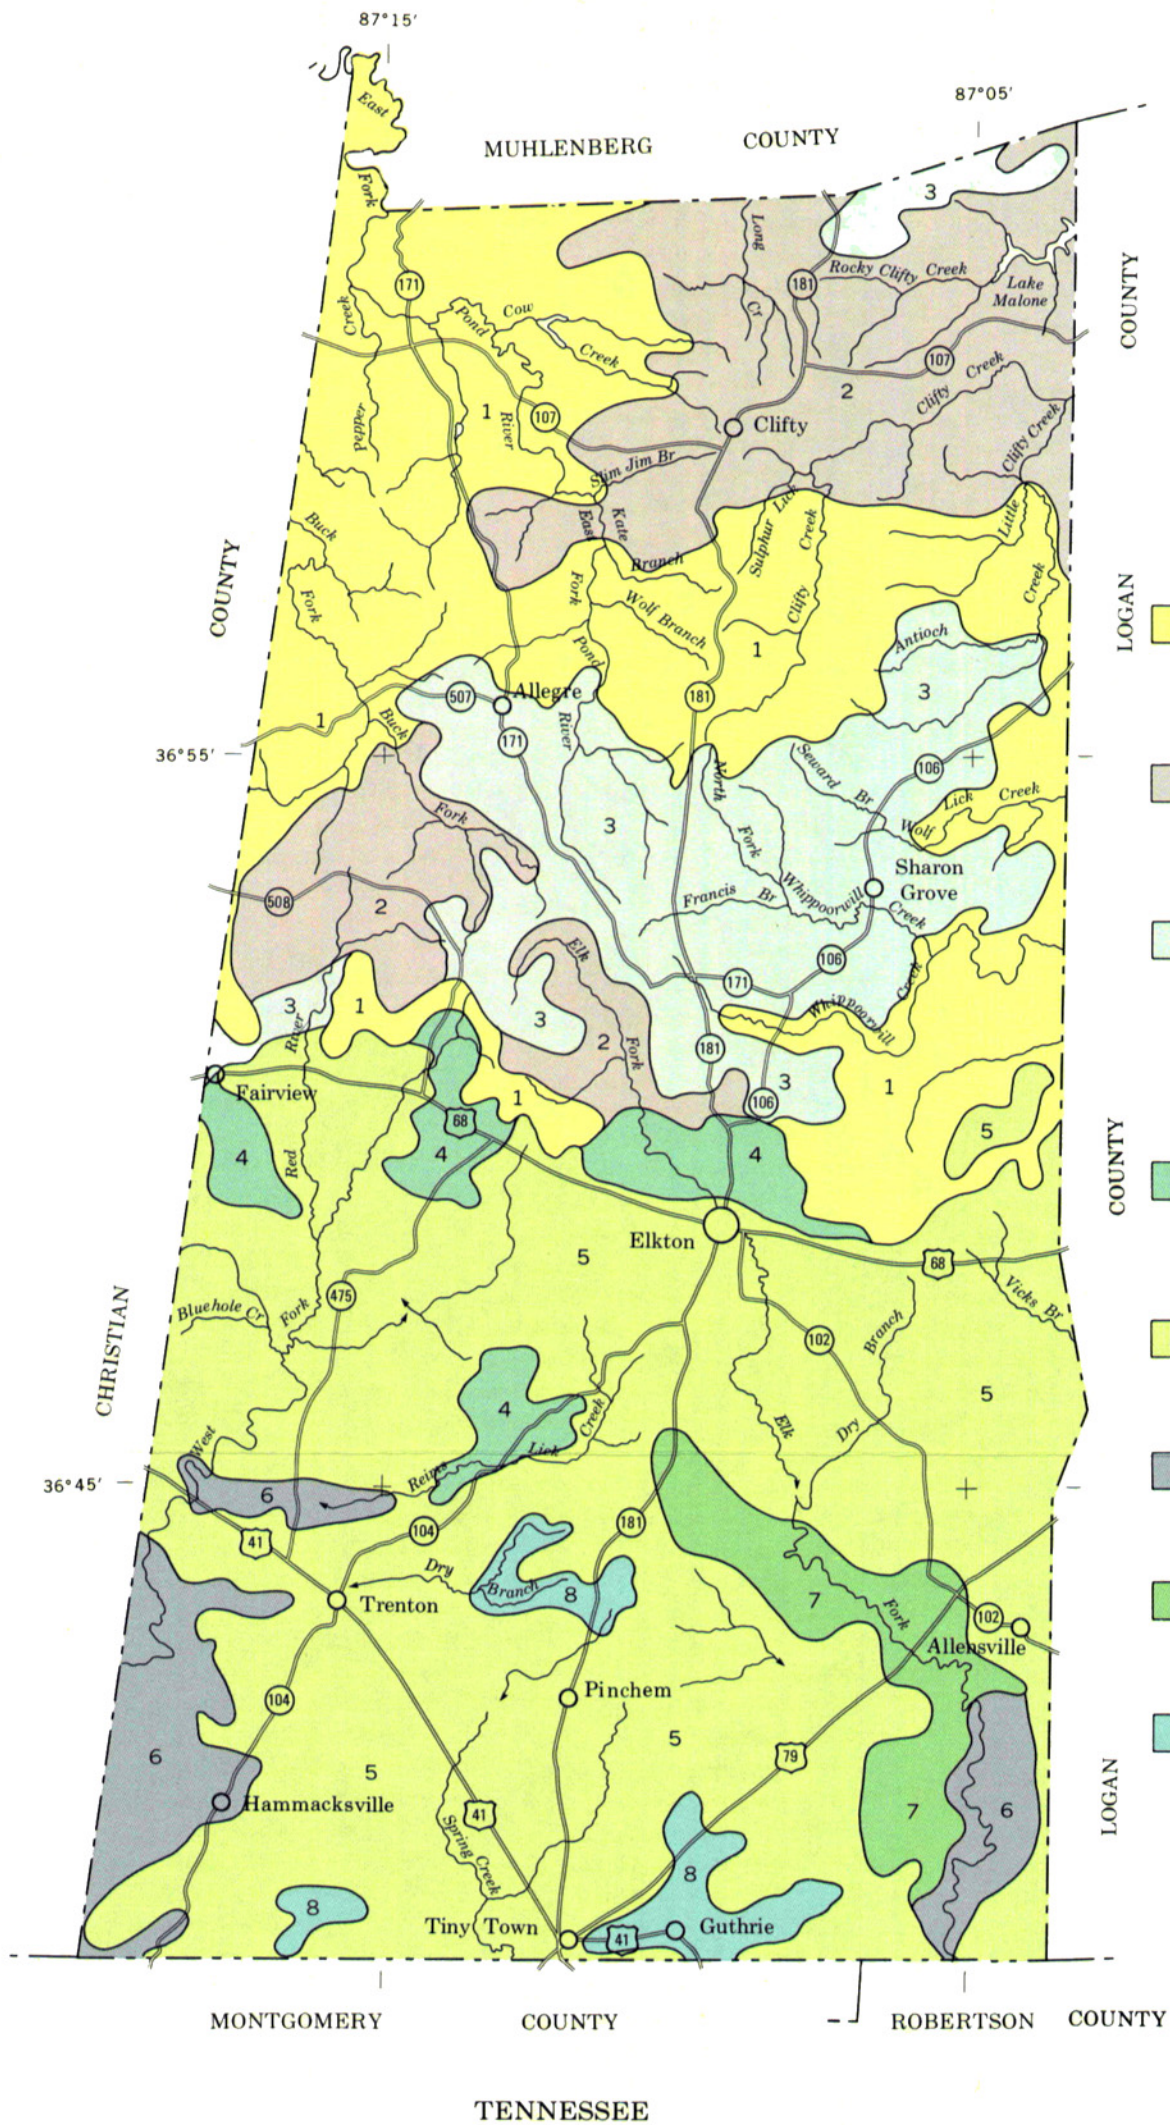 87°15′
87°05′
MUHLENBERG COUNTY
East
Fork
3
Long
Cr
Rocky Clifty Creek
Lake
Malone
COUNTY
171
181
Creek
Pond
Cow
Creek
107
Clifty Creek
2
1
River
107
Pepper
Clifty
Clifty Creek
Slim Jim Br
Buck
East
Kate
Branch
Sulphur Lick
Creek
Little
Creek
COUNTY
Fork
Fork
Wolf Branch
Clifty
LOGAN
Antioch
Pond
1
3
507
Allegre
181
1
Buck
171
River
36°55′
North
Seward Br
106
Fork
Fork
Lick Creek
Wolf
3
Sharon
Grove
508
2
Francis Br
Whippoorwill
Creek
Elk
106
171
Creek
3
River
1
3
2
Whippoorwill
Fork
181
3
1
Fairview
1
106
68
5
4
Red
4
4
COUNTY
Elkton
5
68
CHRISTIAN
475
Bluehole Cr
Fork
Vicks Br
102
Branch
5
4
Creek
Elk
Dry
West
Lick
36°45′
6
Reims
41
104
181
Dry
Branch
8
7
Fork
Trenton
102
Allensville
104
Pinchem
6
5
5
79
Hammacksville
41
7
6
Spring Creek
LOGAN
8
8
Tiny Town
41
Guthrie
MONTGOMERY COUNTY
ROBERTSON COUNTY
TENNESSEE